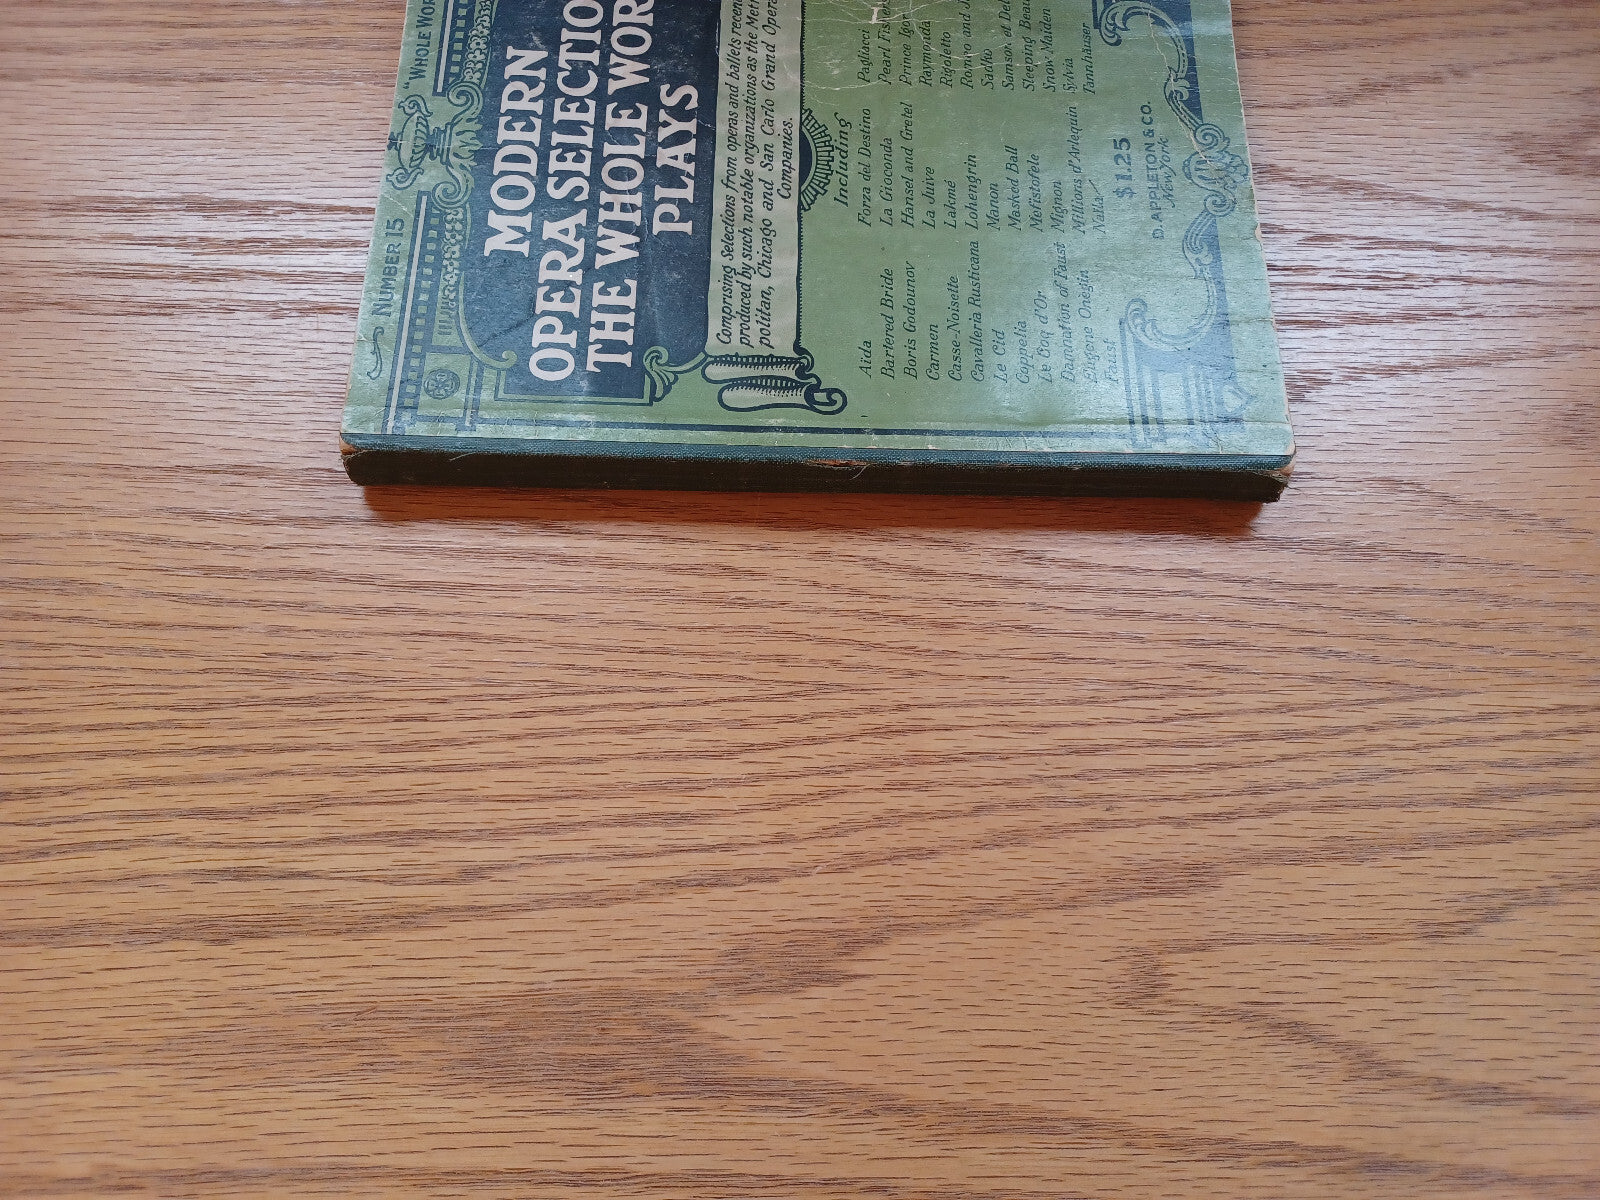 NUMBER 15
"WHOLE WOR
MODERN
OPERA SELECTIO
THE WHOLE WOR
PLAYS
Comprising Selections from operas and ballets recen
produced by such notable organizations as the Metr
politan, Chicago and San Carlo Grand Opera
Companies.
Including
Aida
Bartered Bride
Boris Godounov
Carmen
Casse-Noisette
Cavalleria Rusticana
Le Cid
Coppelia
Le Coq d'Or
Damnation of Faust
Eugene Onegin
Faust
Forza del Destino
La Gioconda
Hansel and Gretel
La Juive
Lakmé
Lohengrin
Manon
Masked Ball
Mefistofele
Mignon
Millions d'Arlequin
Naila
Pagliacci
Pearl Fish
Prince Igor
Raymonda
Rigoletto
Romeo and J
Sadko
Samson et Del
Sleeping Beau
Snow Maiden
Sylvia
Tannhäuser
$1.25
D. APPLETON & CO.
New York